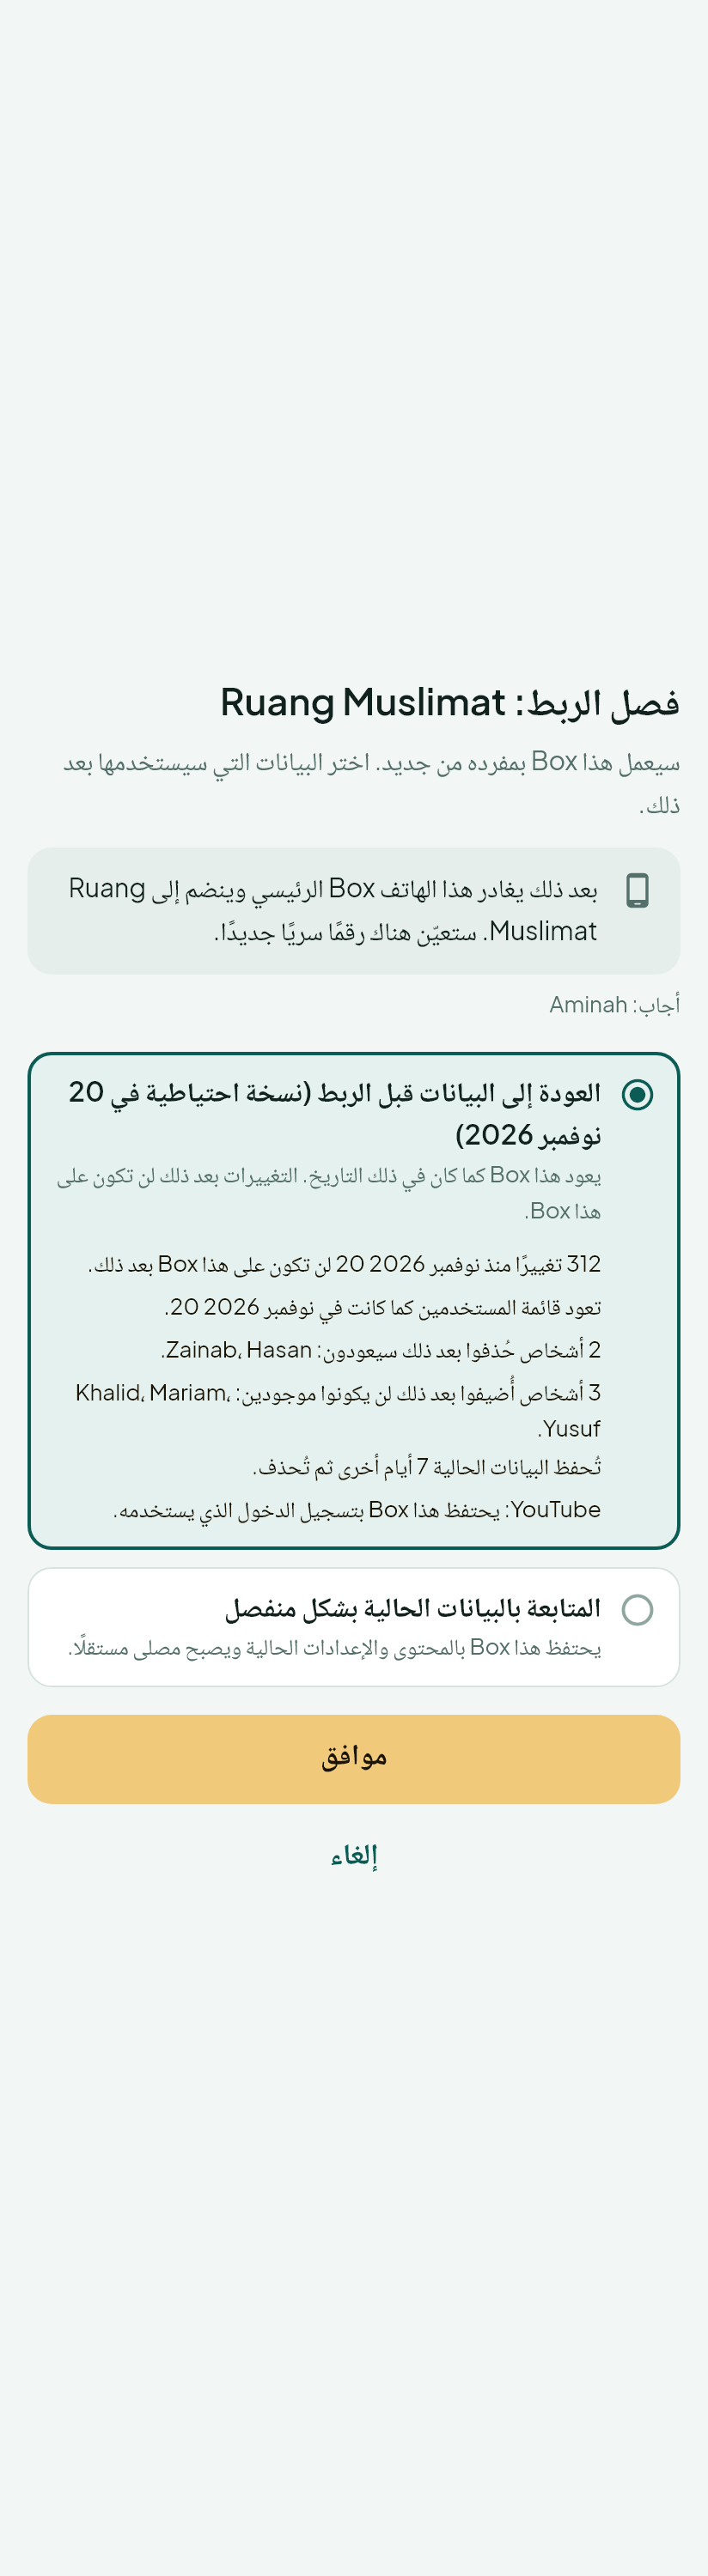 فصل الربط: Ruang Muslimat
سيعمل هذا Box بمفرده من جديد. اختر البيانات التي سيستخدمها بعد
ذلك.
بعد ذلك يغادر هذا الهاتف Box الرئيسي وينضم إلى Ruang
Muslimat. ستعيّن هناك رقمًا سريًا جديدًا.
أجاب: Aminah
العودة إلى البيانات قبل الربط (نسخة احتياطية في 20
نوفمبر 2026)
يعود هذا Box كما كان في ذلك التاريخ. التغييرات بعد ذلك لن تكون على
هذا Box.
312 تغييرًا منذ 20 نوفمبر 2026 لن تكون على هذا Box بعد ذلك.
تعود قائمة المستخدمين كما كانت في 20 نوفمبر 2026.
2 أشخاص حُذفوا بعد ذلك سيعودون: Zainab، Hasan.
3 أشخاص أُضيفوا بعد ذلك لن يكونوا موجودين: Khalid، Mariam،
Yusuf.
تُحفظ البيانات الحالية 7 أيام أخرى ثم تُحذف.
YouTube: يحتفظ هذا Box بتسجيل الدخول الذي يستخدمه.
المتابعة بالبيانات الحالية بشكل منفصل
يحتفظ هذا Box بالمحتوى والإعدادات الحالية ويصبح مصلى مستقلًا.
موافق
إلغاء